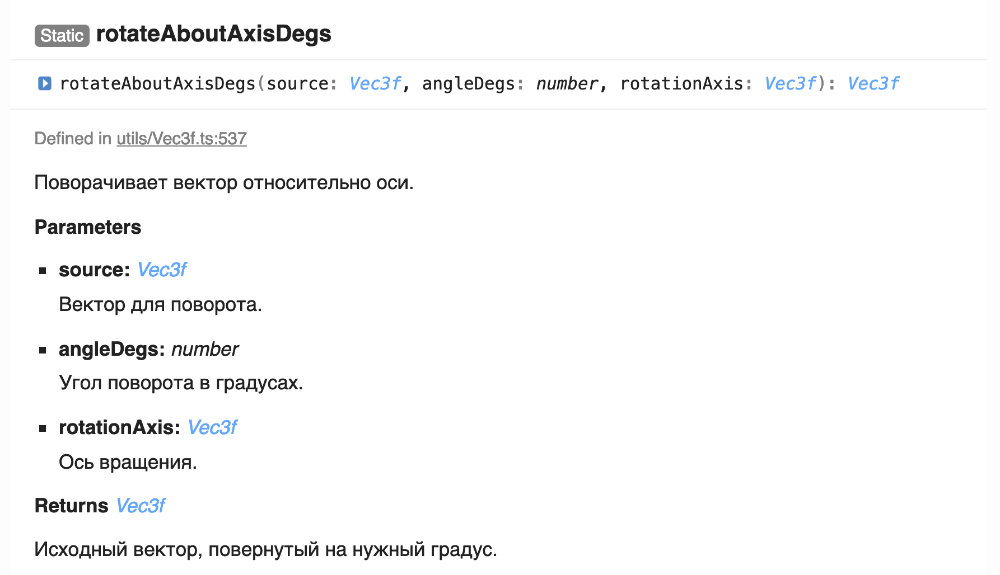 Static rotateAboutAxisDegs
rotateAboutAxisDegs(source: Vec3f, angleDegs: number, rotationAxis: Vec3f): Vec3f
Defined in utils/Vec3f.ts:537
Поворачивает вектор относительно оси.
Parameters
source: Vec3f
Вектор для поворота.
angleDegs: number
Угол поворота в градусах.
rotationAxis: Vec3f
Ось вращения.
Returns Vec3f
Исходный вектор, повернутый на нужный градус.